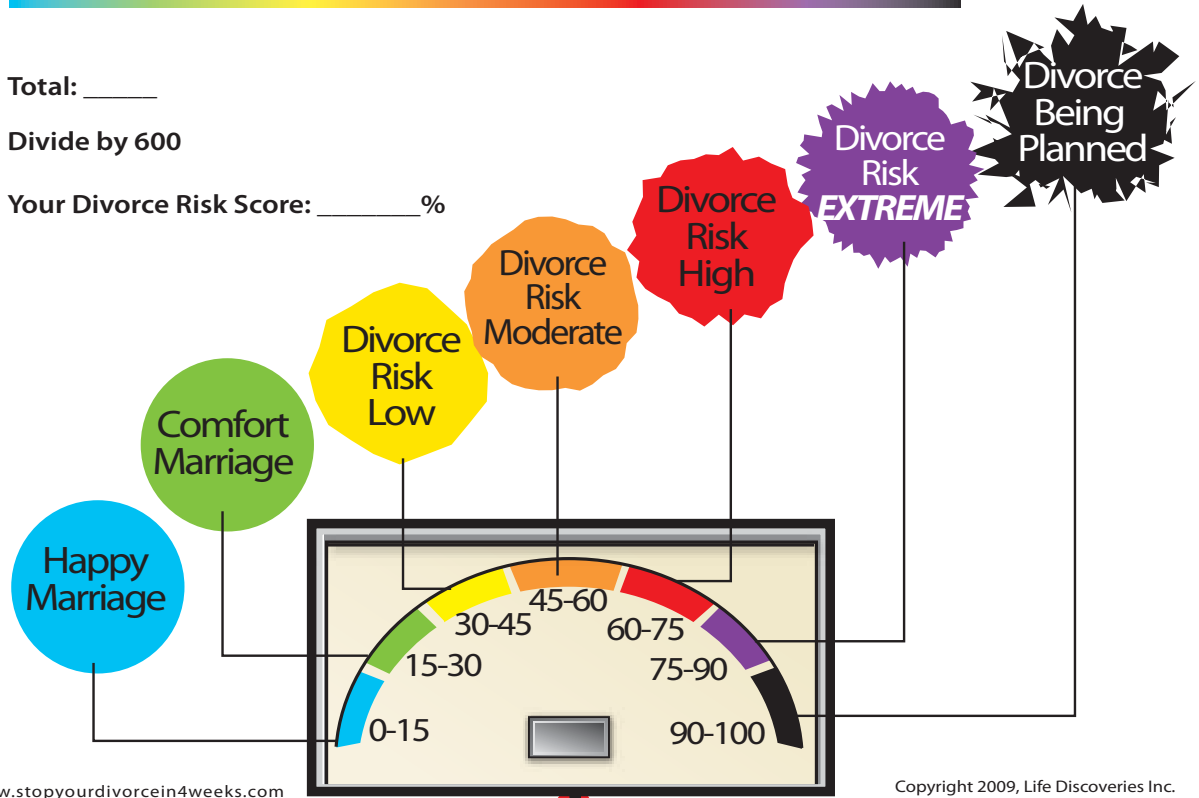 Total: _____
Divide by 600
Your Divorce Risk Score: _______%
Happy
Marriage
Comfort
Marriage
Divorce
Risk
Low
Divorce
Risk
Moderate
Divorce
Risk
High
Divorce
Risk
EXTREME
Divorce
Being
Planned
0-15
15-30
30-45
45-60
60-75
75-90
90-100
w.stopyourdivorcein4weeks.com
Copyright 2009, Life Discoveries Inc.